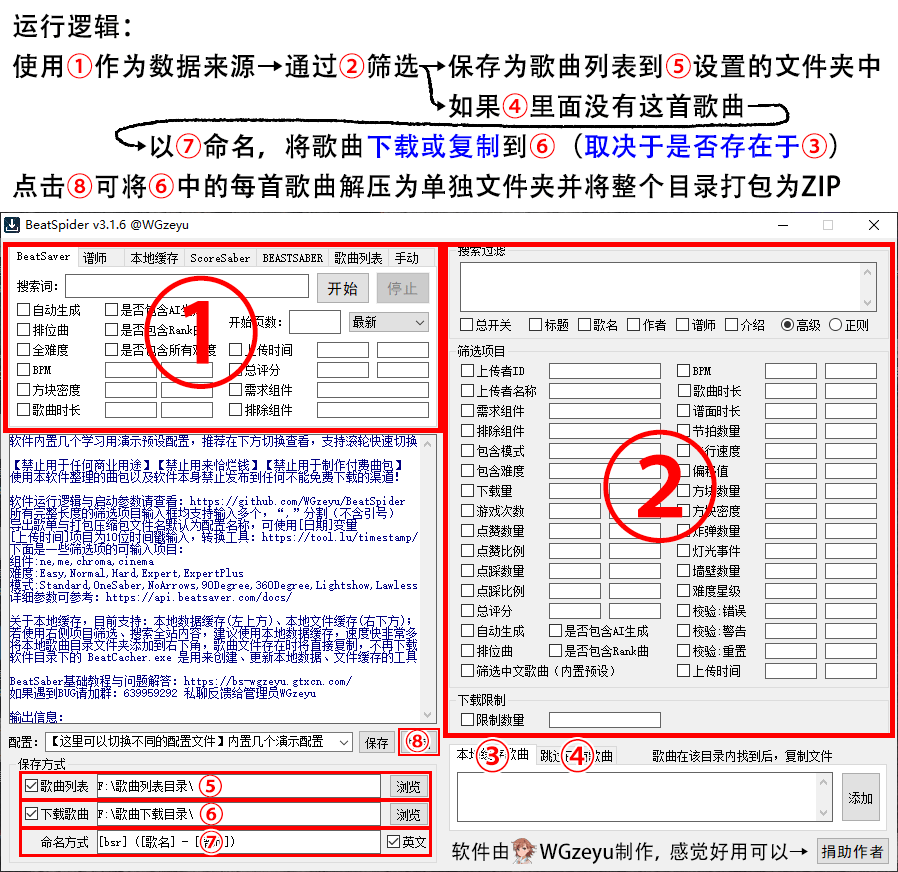 运行逻辑：
使用①作为数据来源→通过②筛选→保存为歌曲列表到⑤设置的文件夹中
如果④里面没有这首歌曲
以⑦命名，将歌曲下载或复制到⑥（取决于是否存在于③）
点击⑧可将⑥中的每首歌曲解压为单独文件夹并将整个目录打包为ZIP
BeatSpider v3.1.6 @WGzeyu
BeatSaver 谱师 本地缓存 ScoreSaber BEASTSABER 歌曲列表 手动
搜索词： 开始 停止
自动生成 是否包含AI生
排位曲 是否包含Rank曲 开始页数： 最新
全难度 是否包含所有难度 上传时间
BPM 总评分
方块密度 需求组件
歌曲时长 排除组件
①
软件内置几个学习用演示预设配置，推荐在下方切换查看，支持滚轮快速切换
【禁止用于任何商业用途】【禁止用来恰烂钱】【禁止用于制作付费曲包】
使用本软件整理的曲包以及软件本身禁止发布到任何不能免费下载的渠道！
软件运行逻辑与启动参数请查看：https://github.com/WGzeyu/BeatSpider
所有完整长度的筛选项目输入框均支持输入多个，“,”分割（不含引号）
导出歌单与打包压缩包文件名默认为配置名称，可使用[日期]变量
[上传时间]项目为10位时间戳输入，转换工具：https://tool.lu/timestamp/
下面是一些筛选项的可输入项目：
组件:ne,me,chroma,cinema
难度:Easy,Normal,Hard,Expert,ExpertPlus
模式:Standard,OneSaber,NoArrows,90Degree,360Degree,Lightshow,Lawless
详细参数可参考：https://api.beatsaver.com/docs/
关于本地缓存，目前支持：本地数据缓存(左上方)、本地文件缓存(右下方)；
若使用右侧项目筛选、搜索全站内容，建议使用本地数据缓存，速度快非常多
将本地歌曲目录文件夹添加到右下角，歌曲文件存在时将直接复制，不再下载
软件目录下的 BeatCacher.exe 是用来创建、更新本地数据、文件缓存的工具
BeatSaber基础教程与问题解答：https://bs-wgzeyu.gtxcn.com/
如果遇到BUG请加群：639959292 私聊反馈给管理员WGzeyu
输出信息：
配置： 【这里可以切换不同的配置文件】内置几个演示配置 保存 ⑧
保存方式
歌曲列表 F:\歌曲列表目录\ ⑤ 浏览
下载歌曲 F:\歌曲下载目录\ ⑥ 浏览
命名方式 [bsr] ([歌名] - [ ⑦ ]) 英文
搜索过滤
总开关 标题 歌名 作者 谱师 介绍 高级 正则
筛选项目
上传者ID BPM
上传者名称 歌曲时长
需求组件 谱面时长
排除组件 节拍数量
包含模式 行速度
包含难度 偏移值
下载量 方块数量
游戏次数 方块密度
点赞数量 炸弹数量
点赞比例 灯光事件
点踩数量 墙壁数量
点踩比例 难度星级
总评分 校验:错误
自动生成 是否包含AI生成 校验:警告
排位曲 是否包含Rank曲 校验:重置
筛选中文歌曲（内置预设） 上传时间
②
下载限制
限制数量
本地 ③ 歌曲 跳过 ④ 歌曲 歌曲在该目录内找到后，复制文件
添加
软件由WGzeyu制作，感觉好用可以→ 捐助作者